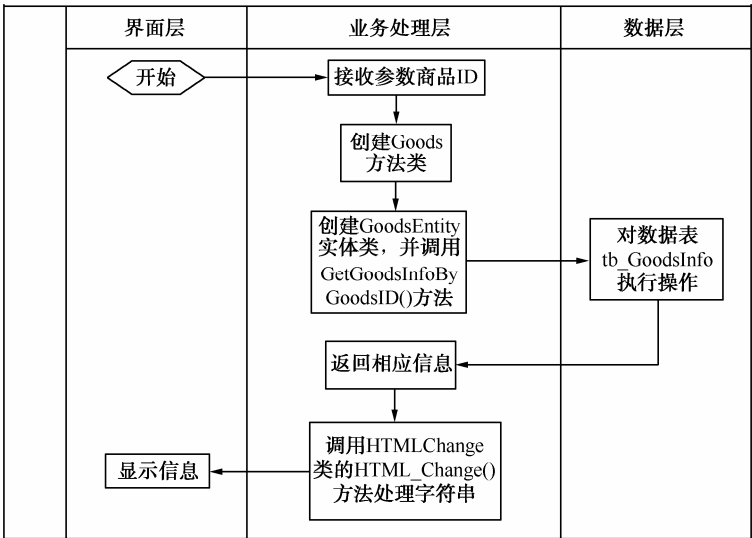 界面层
业务处理层
数据层
开始
接收参数商品ID
创建Goods
方法类
创建GoodsEntity
实体类，并调用
GetGoodsInfoBy
GoodsID()方法
对数据表
tb_GoodsInfo
执行操作
返回相应信息
调用HTMLChange
类的HTML_Change()
方法处理字符串
显示信息